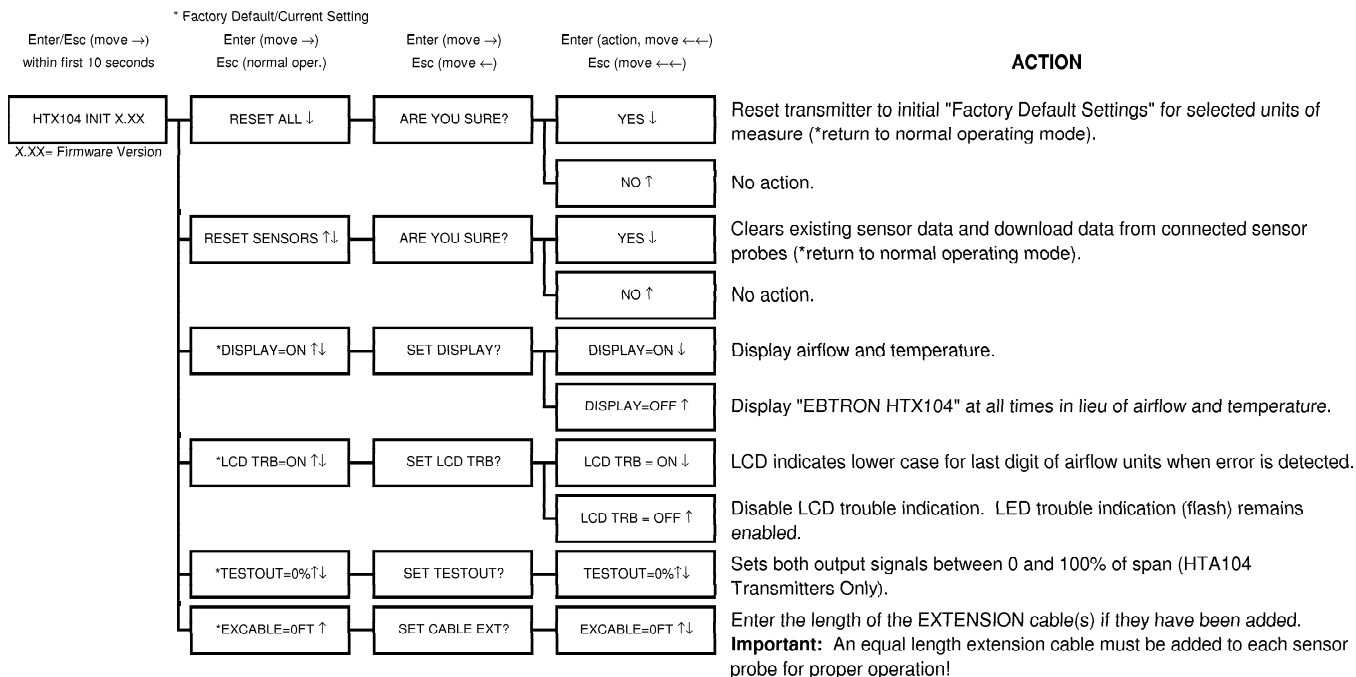 * Factory Default/Current Setting
Enter/Esc (move →)
within first 10 seconds
Enter (move →)
Esc (normal oper.)
Enter (move →)
Esc (move ←)
Enter (action, move ←←)
Esc (move ←←)
ACTION
HTX104 INIT X.XX
X.XX= Firmware Version
RESET ALL ↓
ARE YOU SURE?
YES ↓
Reset transmitter to initial "Factory Default Settings" for selected units of
measure (*return to normal operating mode).
NO ↑
No action.
RESET SENSORS ↑↓
ARE YOU SURE?
YES ↓
Clears existing sensor data and download data from connected sensor
probes (*return to normal operating mode).
NO ↑
No action.
*DISPLAY=ON ↑↓
SET DISPLAY?
DISPLAY=ON ↓
Display airflow and temperature.
DISPLAY=OFF ↑
Display "EBTRON HTX104" at all times in lieu of airflow and temperature.
*LCD TRB=ON ↑↓
SET LCD TRB?
LCD TRB = ON ↓
LCD indicates lower case for last digit of airflow units when error is detected.
LCD TRB = OFF ↑
Disable LCD trouble indication. LED trouble indication (flash) remains
enabled.
*TESTOUT=0%↑↓
SET TESTOUT?
TESTOUT=0%↑↓
Sets both output signals between 0 and 100% of span (HTA104
Transmitters Only).
*EXCABLE=0FT ↑
SET CABLE EXT?
EXCABLE=0FT ↑↓
Enter the length of the EXTENSION cable(s) if they have been added.
Important: An equal length extension cable must be added to each sensor
probe for proper operation!